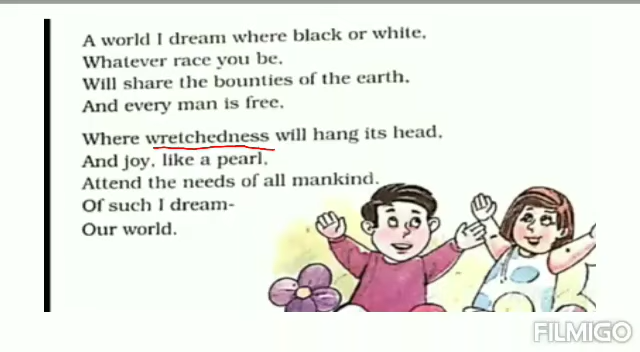 A world I dream where black or white,
Whatever race you be,
Will share the bounties of the earth,
And every man is free,
Where wretchedness will hang its head,
And joy, like a pearl,
Attend the needs of all mankind.
Of such I dream-
Our world.
FILMIGO